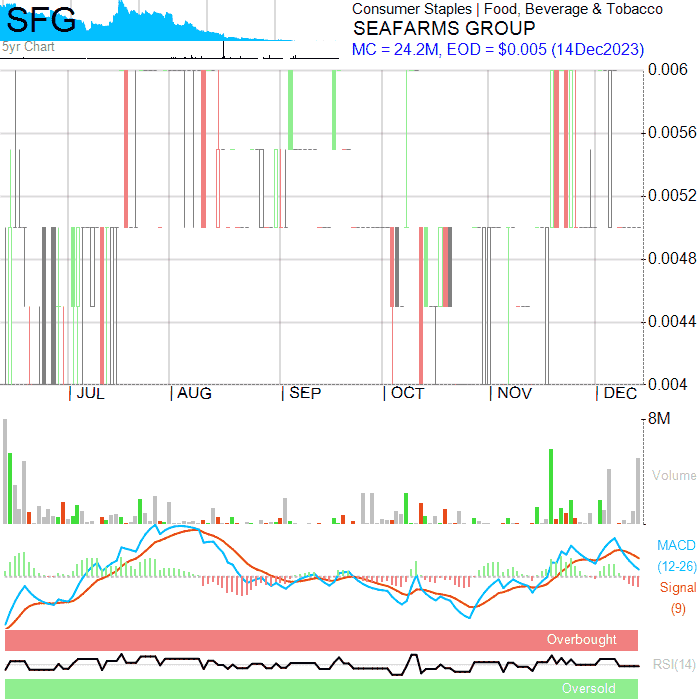 SFG
5yr Chart
Consumer Staples | Food, Beverage & Tobacco
SEAFARMS GROUP
MC = 24.2M, EOD = $0.005 (14Dec2023)
0.006
0.0056
0.0052
0.0048
0.0044
0.004
JUL AUG SEP OCT NOV DEC
8M
Volume
MACD
(12-26)
Signal
(9)
Overbought
RSI(14)
Oversold